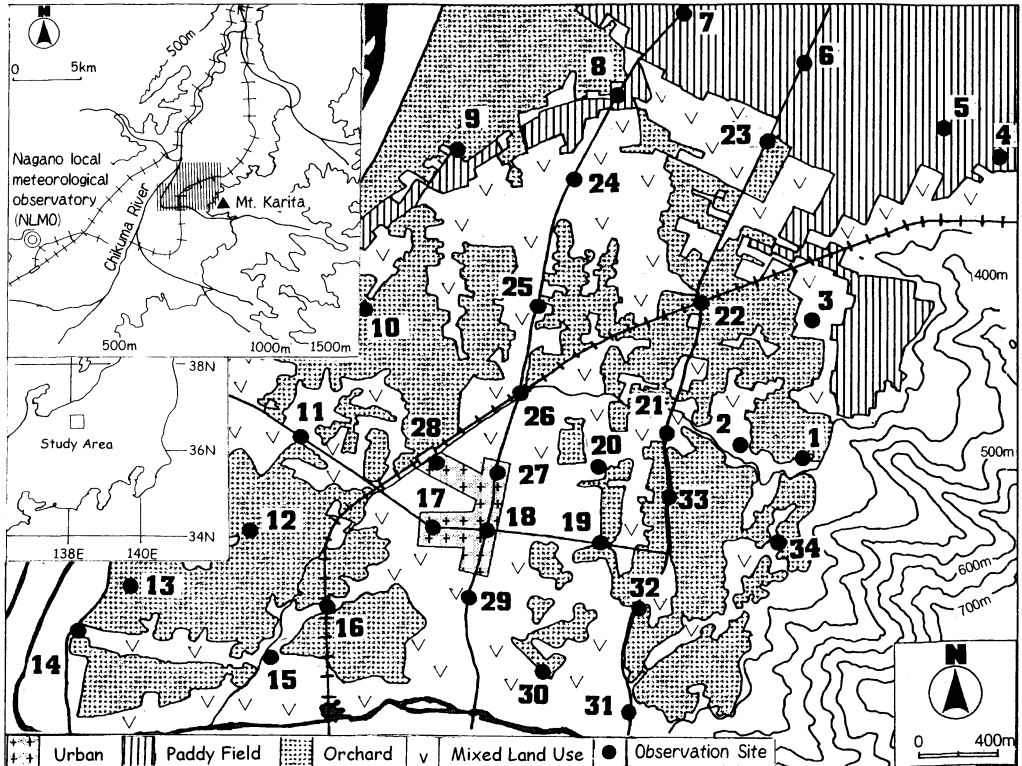 N
500m
0 5km
Nagano local
meteorological
observatory
(NLMO)
Chikuma River
Mt. Karita
500m 1000m 1500m
38N
Study Area
36N
34N
138E 140E
7
6
8
5
9
23
4
24
25
3
10
22
400m
26
11
28
21
2
1
20
27
500m
17
33
18
12
19
34
13
32
600m
29
700m
16
14
15
30
31
N
0 400m
Urban Paddy Field Orchard v Mixed Land Use Observation Site